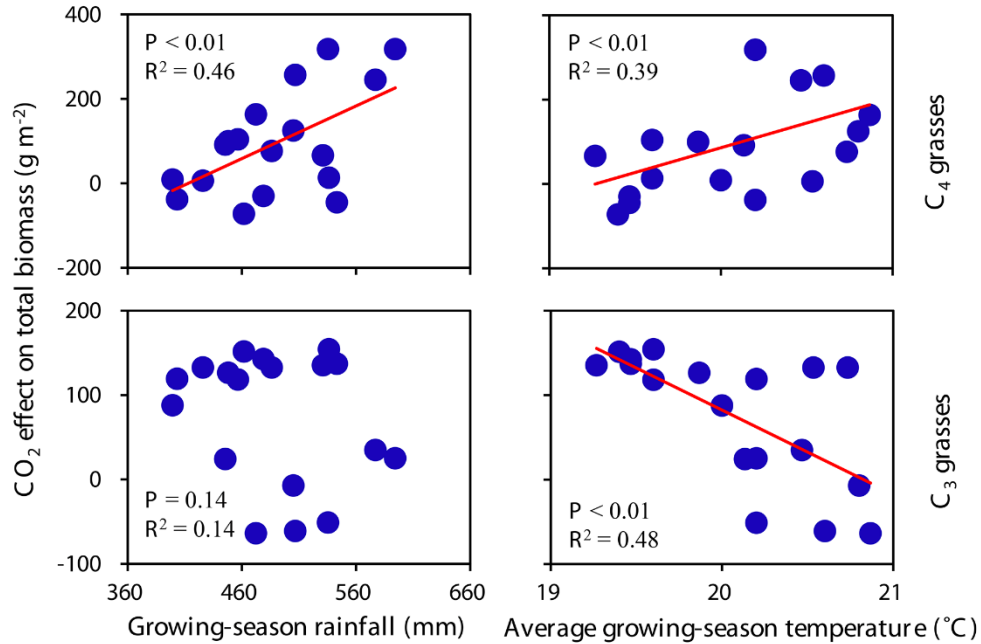 CO₂ effect on total biomass (g m⁻²)
400
200
0
-200
P < 0.01
R² = 0.46
P < 0.01
R² = 0.39
C₄ grasses
200
100
0
-100
P = 0.14
R² = 0.14
P < 0.01
R² = 0.48
C₃ grasses
360 460 560 660
19 20 21
Growing-season rainfall (mm)
Average growing-season temperature (˚C)